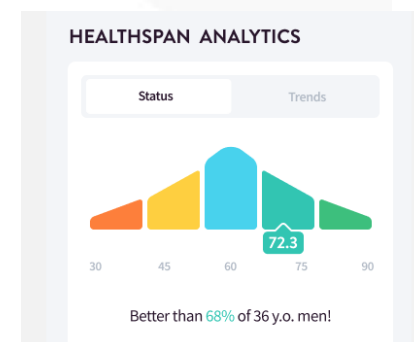 HEALTHSPAN ANALYTICS
Status Trends
72.3
30 45 60 75 90
Better than 68% of 36 y.o. men!